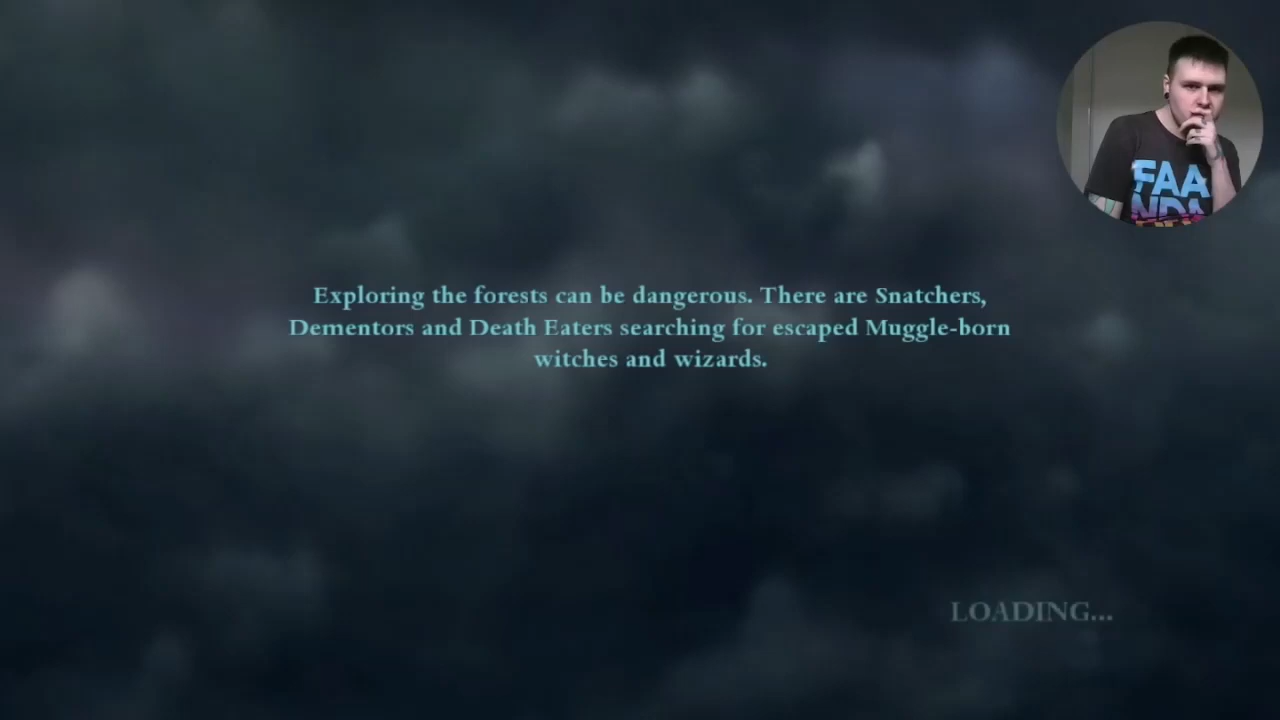 FAA
Exploring the forests can be dangerous. There are Snatchers,
Dementors and Death Eaters searching for escaped Muggle-born
witches and wizards.
LOADING...